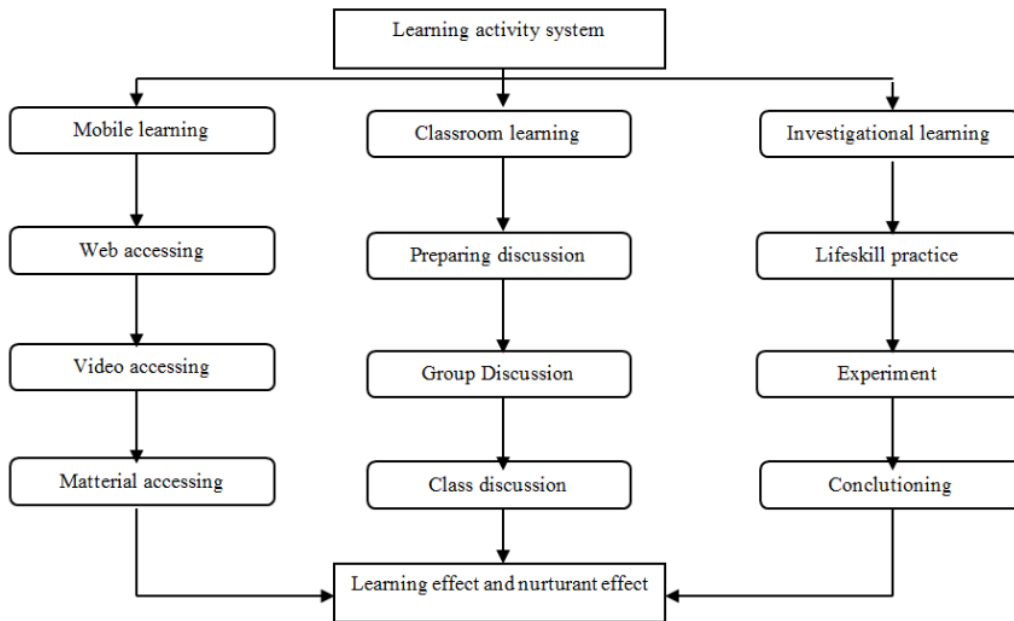 Learning activity system
Mobile learning
Classroom learning
Investigational learning
Web accessing
Preparing discussion
Lifeskill practice
Video accessing
Group Discussion
Experiment
Matterial accessing
Class discussion
Conclutioning
Learning effect and nurturant effect